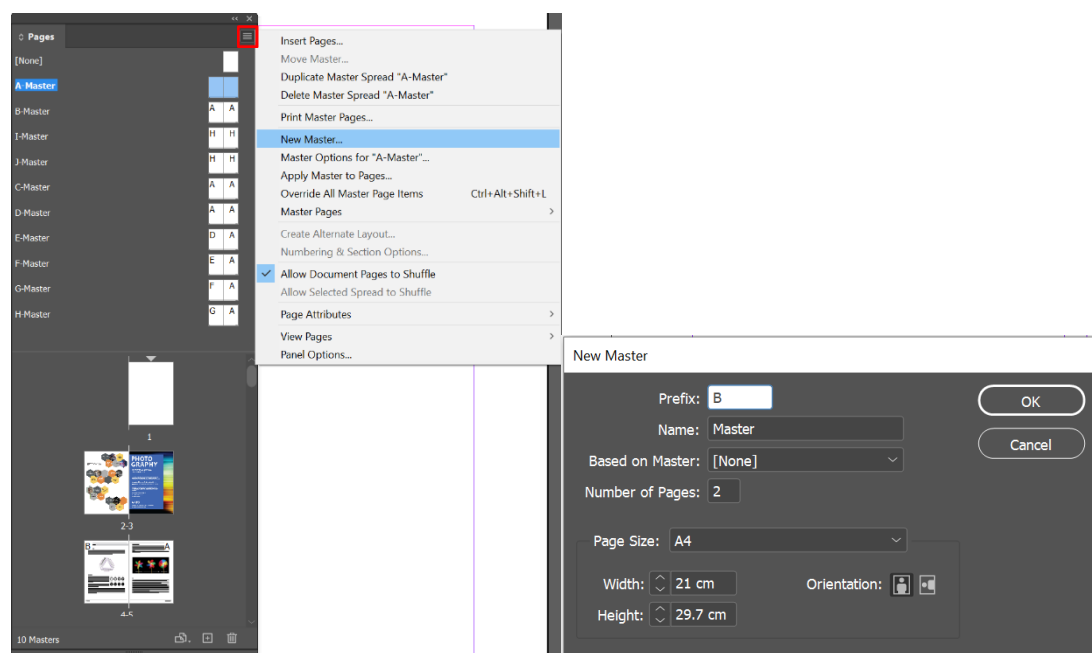 Pages
[None]
A-Master
B-Master
A A
I-Master
H H
J-Master
H H
C-Master
A A
D-Master
A A
E-Master
D A
F-Master
E A
G-Master
F A
H-Master
G A
1
PHOTO
GRAPHY
2-3
B
A
4-5
10 Masters
Insert Pages...
Move Master...
Duplicate Master Spread "A-Master"
Delete Master Spread "A-Master"
Print Master Pages...
New Master...
Master Options for "A-Master"...
Apply Master to Pages...
Override All Master Page Items Ctrl+Alt+Shift+L
Master Pages
Create Alternate Layout...
Numbering & Section Options...
Allow Document Pages to Shuffle
Allow Selected Spread to Shuffle
Page Attributes
View Pages
Panel Options...
New Master
Prefix: B
OK
Name: Master
Cancel
Based on Master: [None]
Number of Pages: 2
Page Size: A4
Width: 21 cm
Orientation:
Height: 29.7 cm